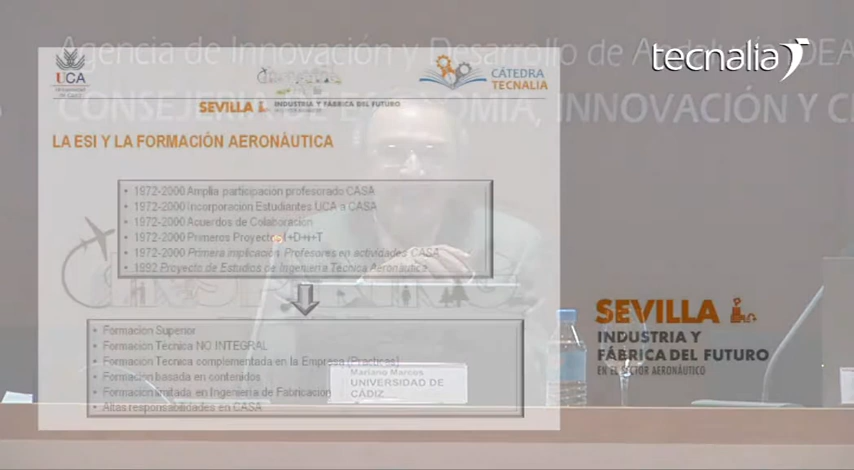 Agencia de Innovación y Desarrollo de An IDEA
tecnalia
CONSEJER OMÍA, INNOVACIÓN Y CI
UCA
CÁTEDRA
TECNALIA
SEVILLA INDUSTRIA Y FÁBRICA DEL FUTURO
LA ESI Y LA FORMACIÓN AERONÁUTICA
• 1972-2000 Amplia participación profesorado CASA
• 1972-2000 Incorporación Estudiantes UCA a CASA
• 1972-2000 Acuerdos de Colaboración
• 1972-2000 Primeros Proyectos I+D+i+T
• 1972-2000 Primera implicación Profesores en actividades CASA
• 1992 Proyecto de Estudios de Ingeniería Técnica Aeronáutica
• Formación Superior
• Formación Técnica NO INTEGRAL
• Formación Técnica complementada en la Empresa (Prácticas)
• Formación basada en contenidos
• Formación limitada en Ingeniería de Fabricación
• Altas responsabilidades en CASA
Mariano Marcos
UNIVERSIDAD DE
CÁDIZ
SEVILLA
INDUSTRIA Y
FÁBRICA DEL FUTURO
EN EL SECTOR AERONÁUTICO